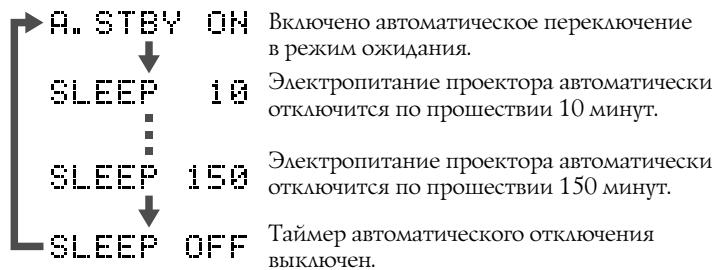 A. STBY ON Включено автоматическое переключение
в режим ожидания.
SLEEP 10 Электропитание проектора автоматически
отключится по прошествии 10 минут.
SLEEP 150 Электропитание проектора автоматически
отключится по прошествии 150 минут.
SLEEP OFF Таймер автоматического отключения
выключен.